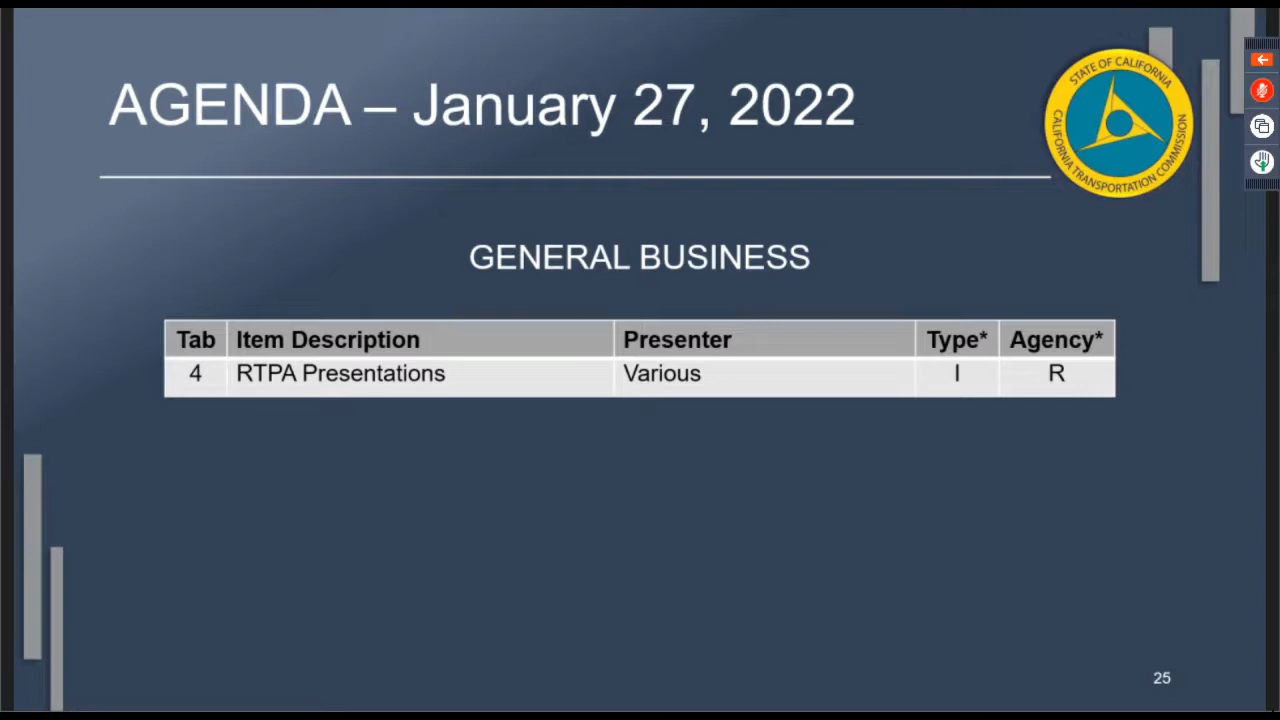 AGENDA – January 27, 2022
STATE OF CALIFORNIA
CALIFORNIA TRANSPORTATION COMMISSION
GENERAL BUSINESS
Tab Item Description Presenter Type* Agency*
4 RTPA Presentations Various I R
25